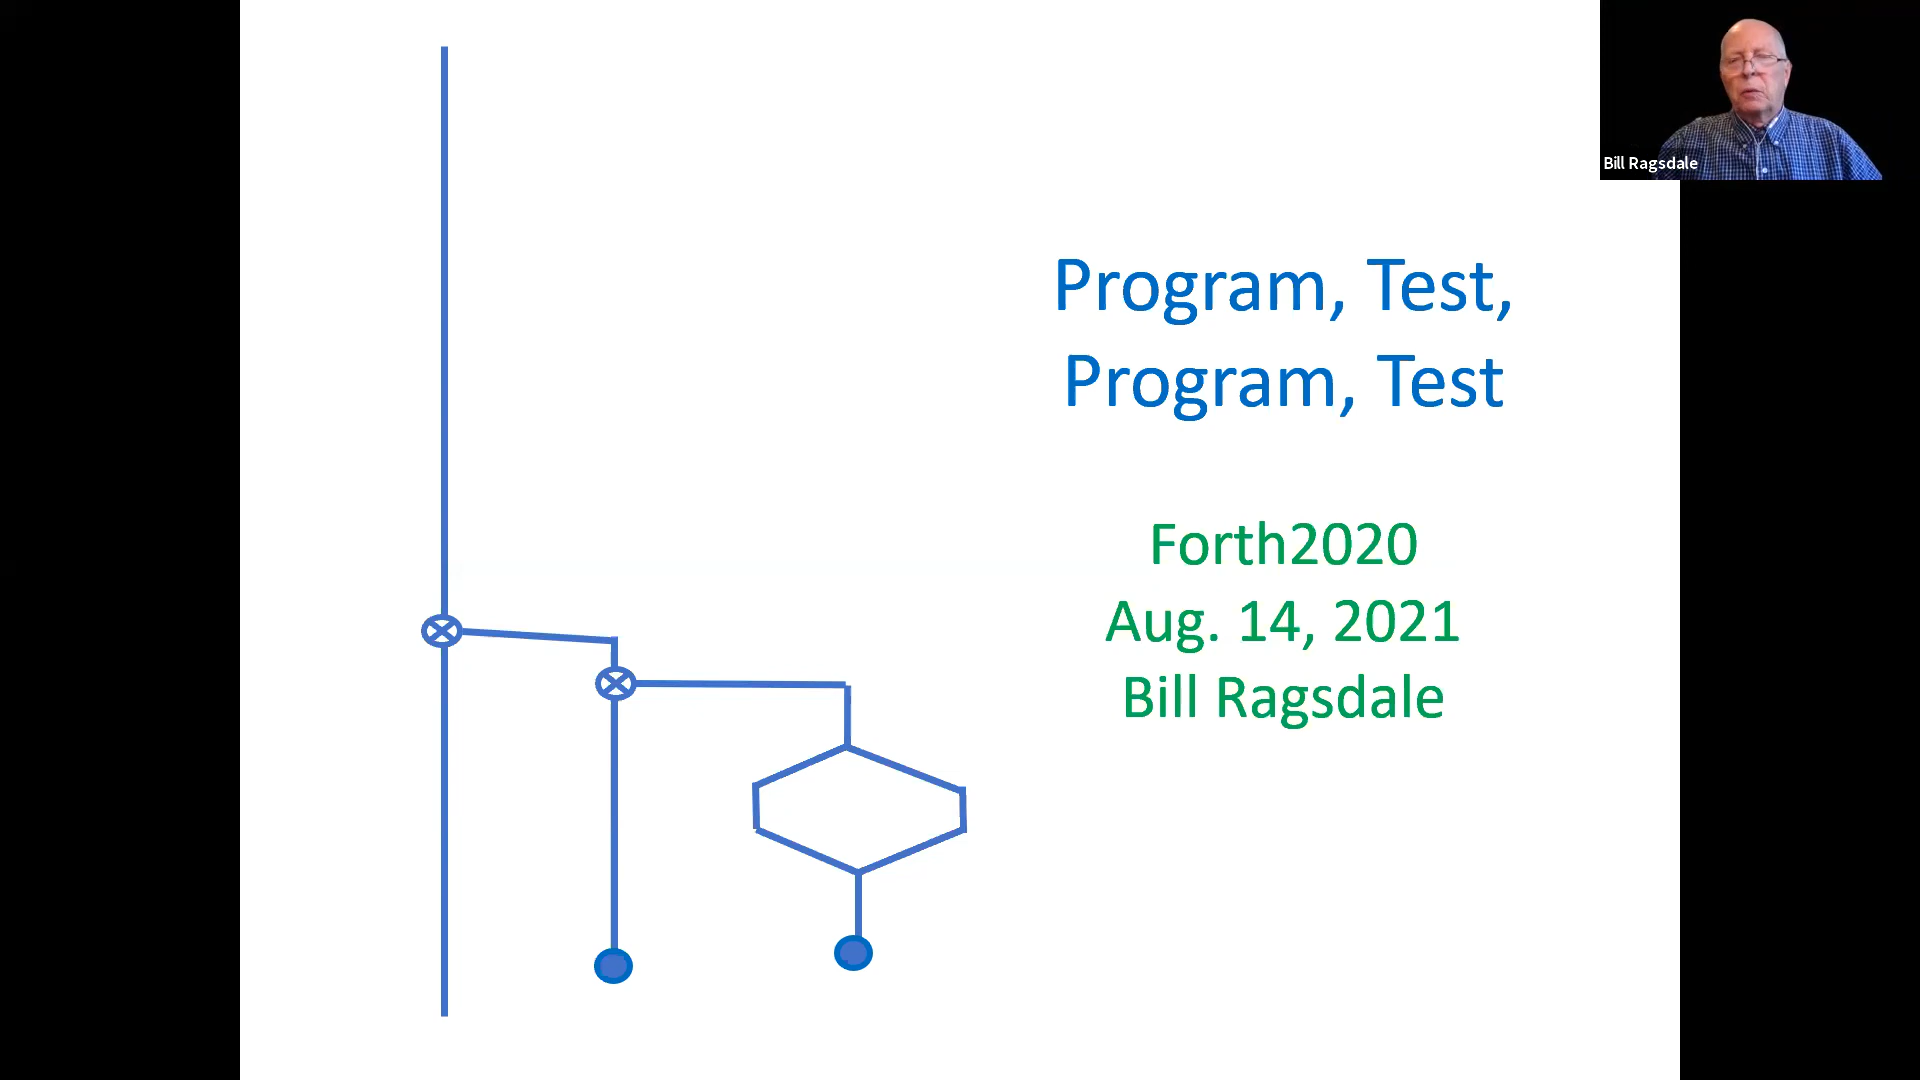 Bill Ragsdale
Program, Test,
Program, Test
Forth2020
Aug. 14, 2021
Bill Ragsdale